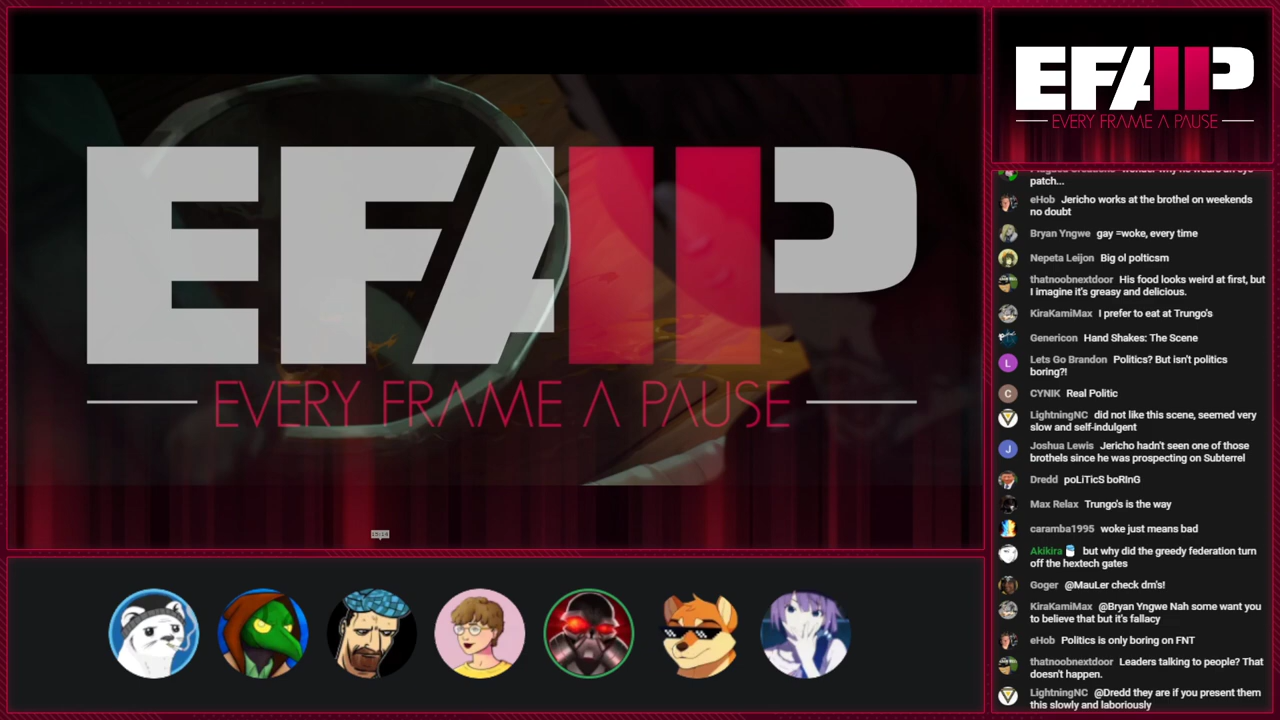 EFAP
EVERY FRAME A PAUSE
EFAP
EVERY FRAME A PAUSE
patch...
eHob Jericho works at the brothel on weekends
no doubt
Bryan Yngwe gay =woke, every time
Nepeta Leijon Big ol polticsm
thatnoobnextdoor His food looks weird at first, but
I imagine it's greasy and delicious.
KiraKamiMax I prefer to eat at Trungo's
Genericon Hand Shakes: The Scene
L
Lets Go Brandon Politics? But isn't politics
boring?!
C
CYNIK Real Politic
LightningNC did not like this scene, seemed very
slow and self-indulgent
J
Joshua Lewis Jericho hadn't seen one of those
brothels since he was prospecting on Subterrel
Dredd poLiTicS boRInG
Max Relax Trungo's is the way
caramba1995 woke just means bad
Akikira but why did the greedy federation turn
off the hextech gates
Goger @MauLer check dm's!
KiraKamiMax @Bryan Yngwe Nah some want you
to believe that but it's fallacy
eHob Politics is only boring on FNT
thatnoobnextdoor Leaders talking to people? That
doesn't happen.
LightningNC @Dredd they are if you present them
this slowly and laboriously